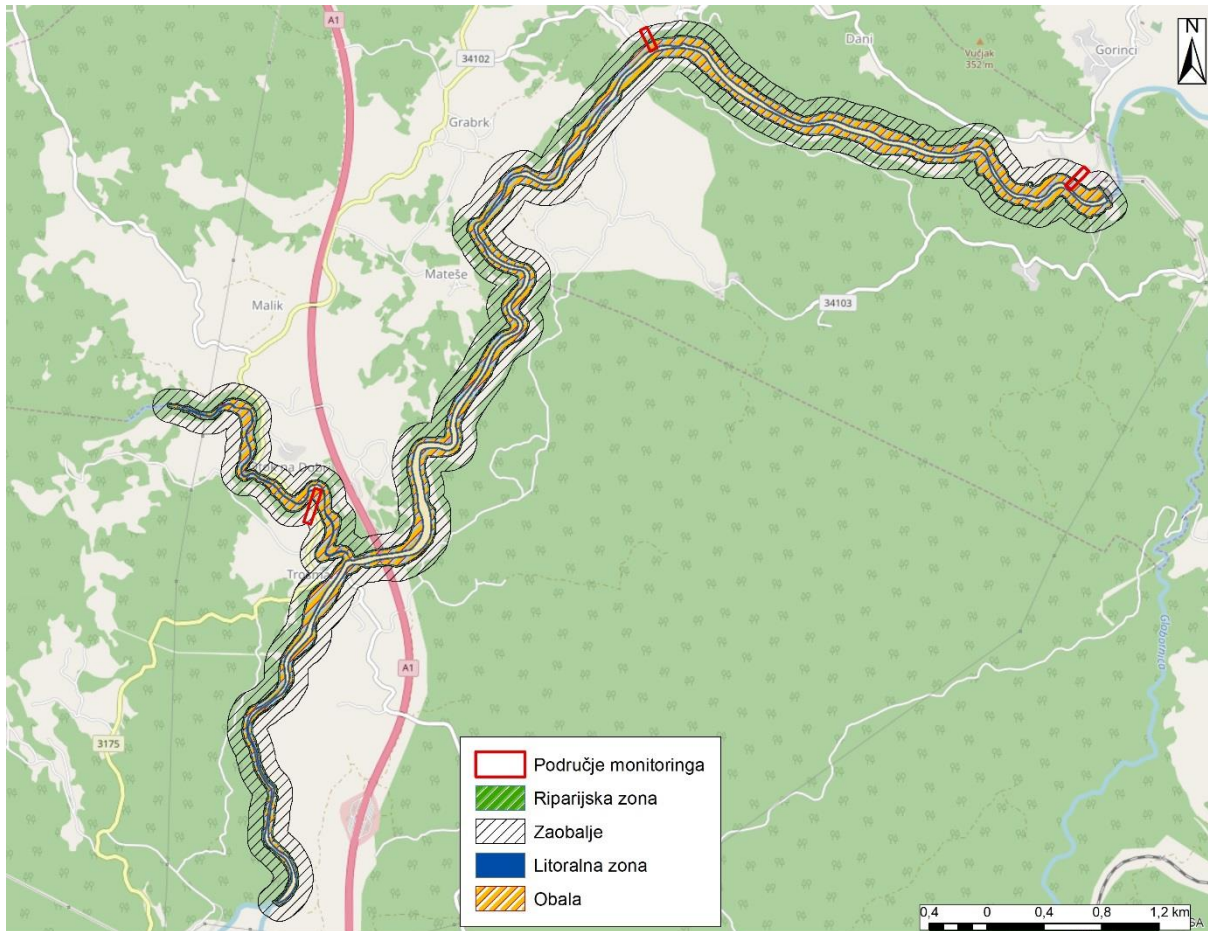 A1
N
Dani
Vučjak
352 m
Gorinci
34102
Grabrk
Mateše
34103
Malik
Globornica
A1
3175
Područje monitoringa
Riparijska zona
Zaobalje
Litoralna zona
Obala
0,4 0 0,4 0,8 1,2 km